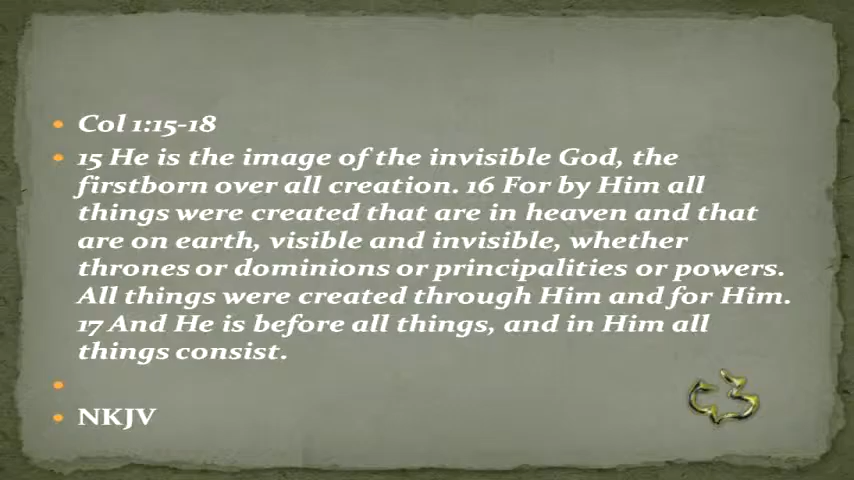 Col 1:15-18
15 He is the image of the invisible God, the
firstborn over all creation. 16 For by Him all
things were created that are in heaven and that
are on earth, visible and invisible, whether
thrones or dominions or principalities or powers.
All things were created through Him and for Him.
17 And He is before all things, and in Him all
things consist.
NKJV